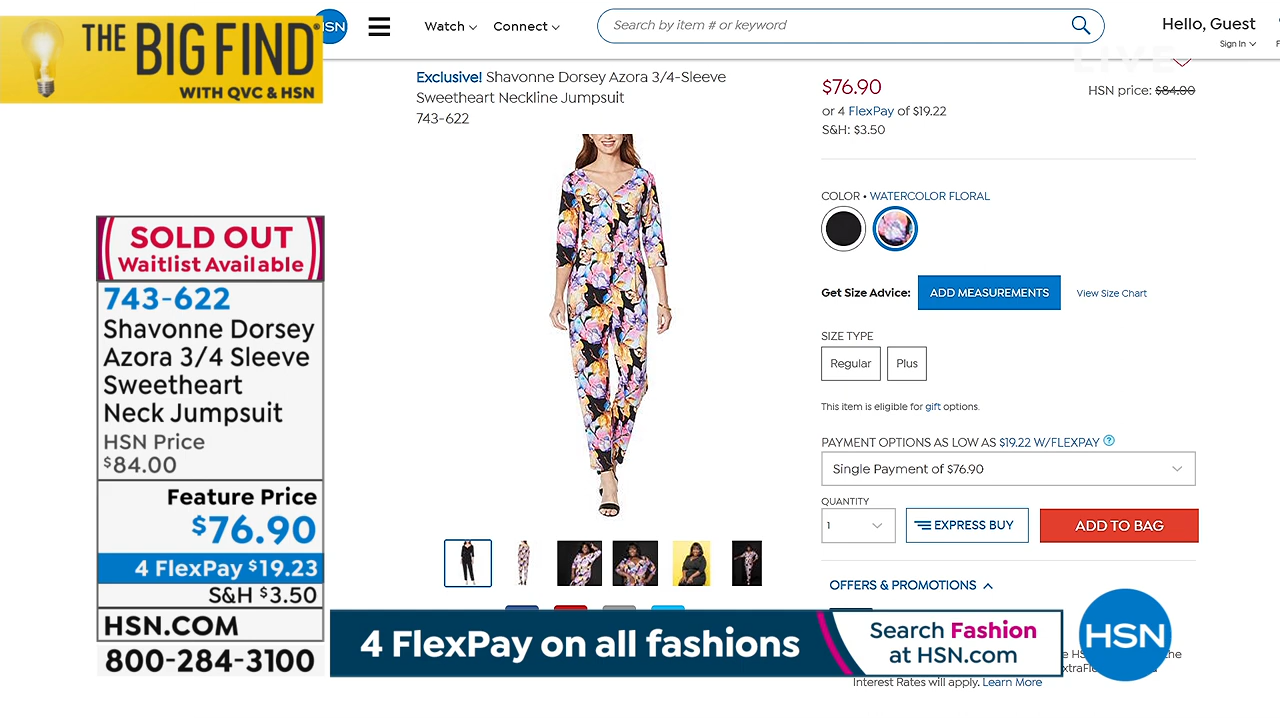 THE BIG FIND®
WITH QVC & HSN
HSN
Watch
Connect
Search by item # or keyword
Hello, Guest
Sign In
LIVE
Exclusive! Shavonne Dorsey Azora 3/4-Sleeve
Sweetheart Neckline Jumpsuit
743-622
$76.90
HSN price: $84.00
or 4 FlexPay of $19.22
S&H: $3.50
COLOR • WATERCOLOR FLORAL
Get Size Advice:
ADD MEASUREMENTS
View Size Chart
SIZE TYPE
Regular
Plus
This item is eligible for gift options.
PAYMENT OPTIONS AS LOW AS $19.22 W/FLEXPAY ?
Single Payment of $76.90
QUANTITY
1
EXPRESS BUY
ADD TO BAG
OFFERS & PROMOTIONS
Interest Rates will apply. Learn More
SOLD OUT
Waitlist Available
743-622
Shavonne Dorsey
Azora 3/4 Sleeve
Sweetheart
Neck Jumpsuit
HSN Price
$84.00
Feature Price
$76.90
4 FlexPay $19.23
S&H $3.50
HSN.COM
800-284-3100
4 FlexPay on all fashions
Search Fashion
at HSN.com
HSN